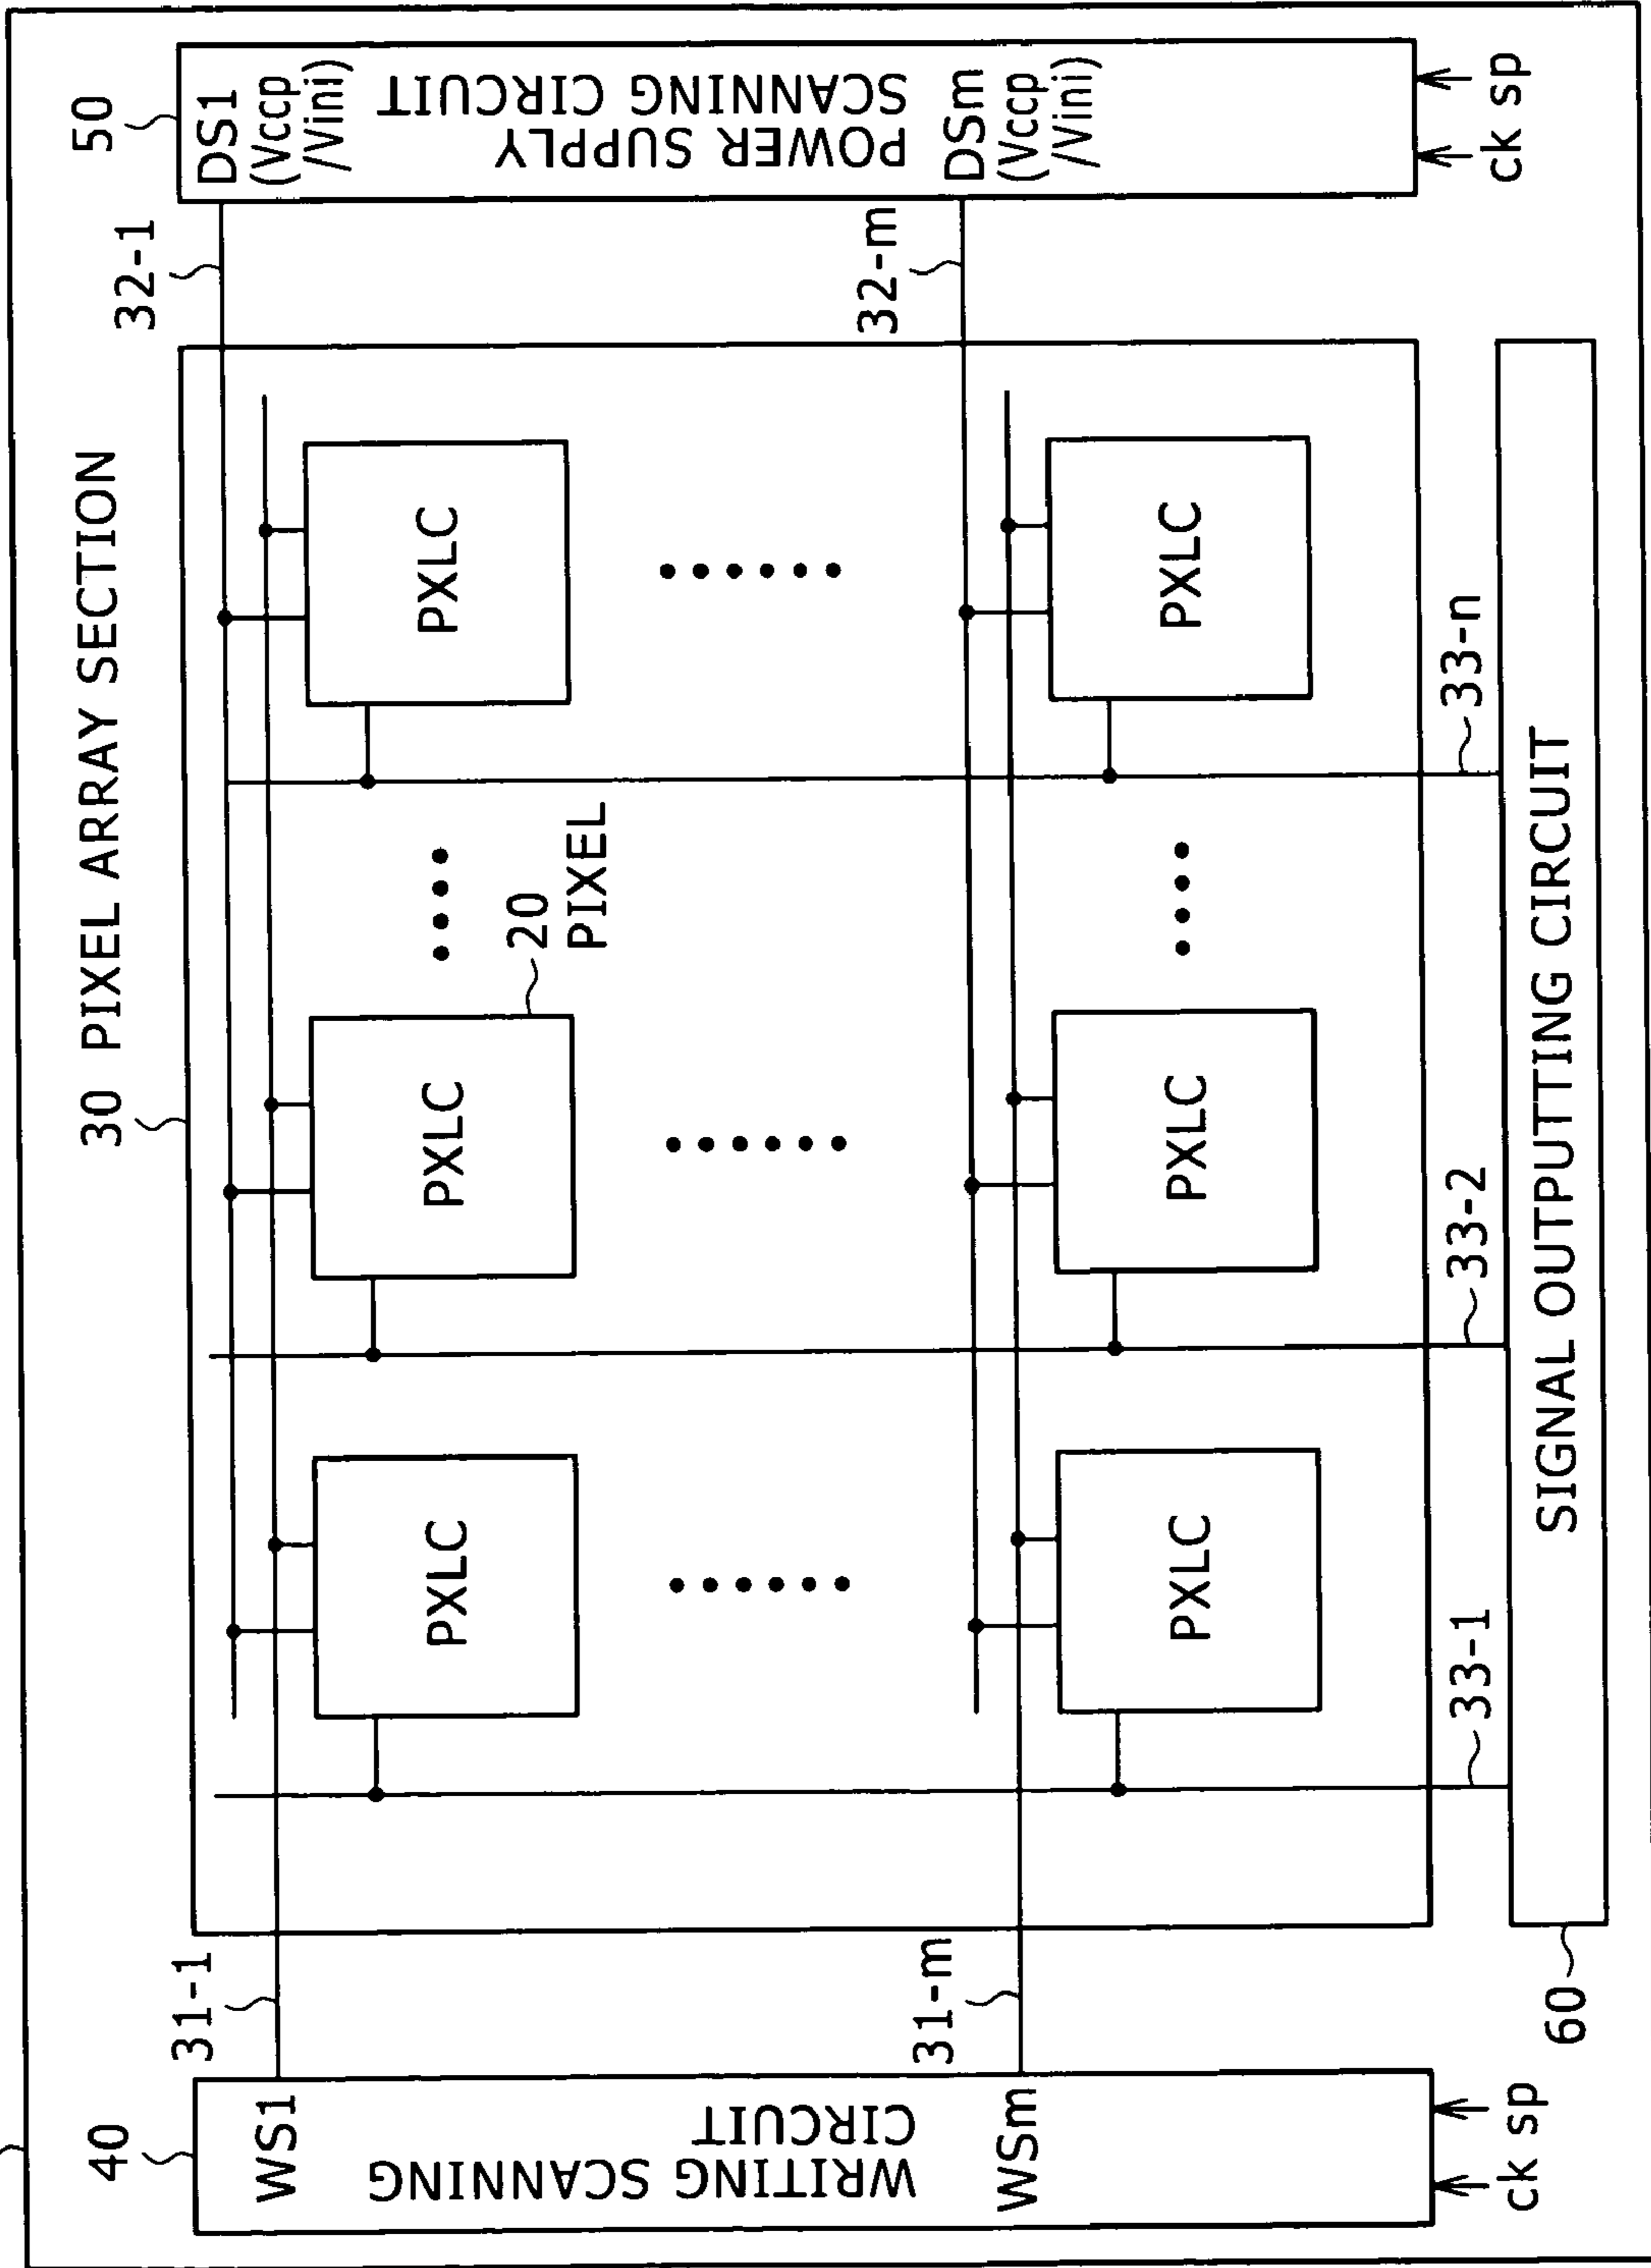 30 PIXEL ARRAY SECTION
40
31-1
32-1
50
WS1
DS1
(Vccp
/Vini)
PXLC
PXLC
PXLC
20
PIXEL
WRITING SCANNING
CIRCUIT
POWER SUPPLY
SCANNING CIRCUIT
31-m
32-m
WSm
DSm
(Vccp
/Vini)
PXLC
PXLC
PXLC
33-1
33-2
33-n
ck sp
ck sp
60
SIGNAL OUTPUTTING CIRCUIT